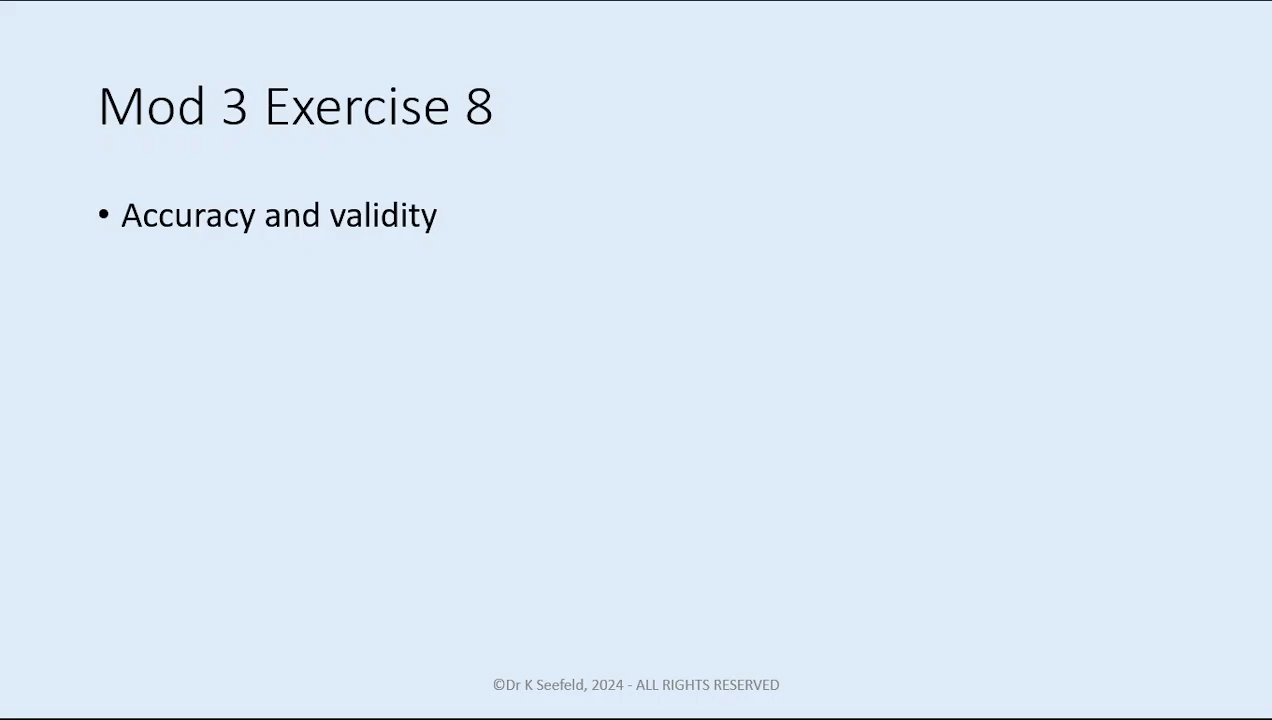 Mod 3 Exercise 8
• Accuracy and validity
©Dr K Seefeld, 2024 - ALL RIGHTS RESERVED